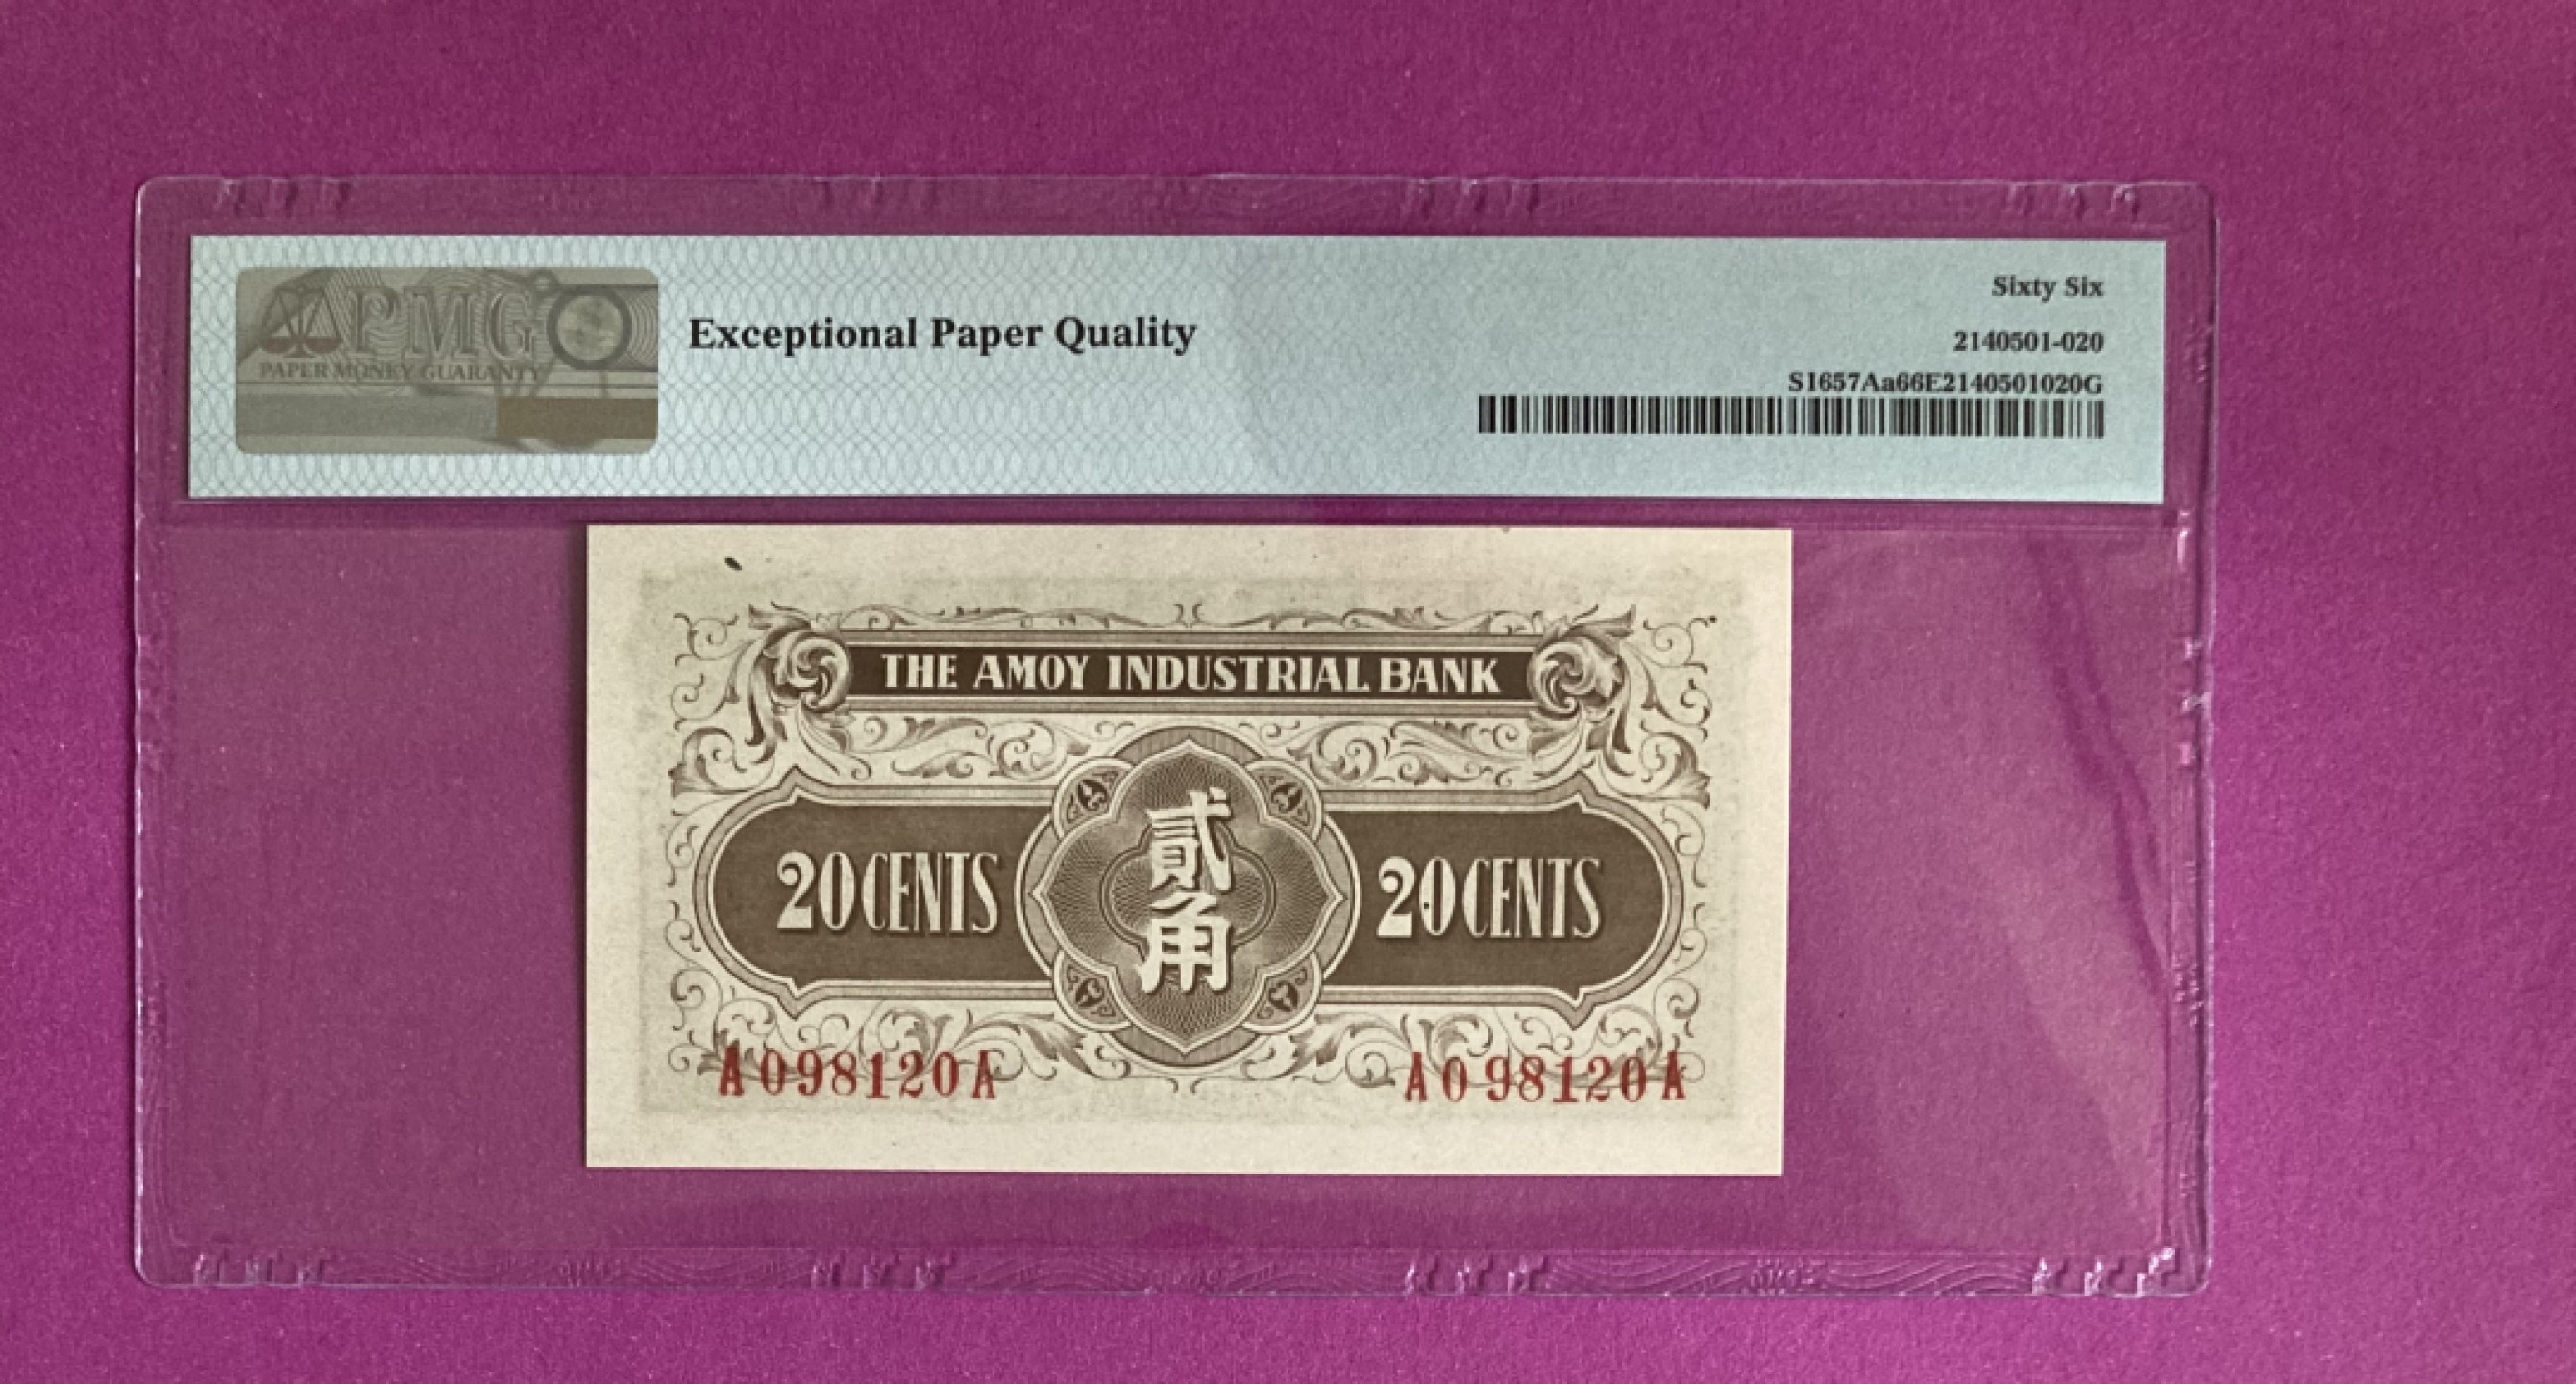 PMG
PAPER MONEY GUARANTY
Exceptional Paper Quality
Sixty Six
2140501-020
S1657Aa66E2140501020G
THE AMOY INDUSTRIAL BANK
20 CENTS
貳角
20 CENTS
A098120A
A098120A